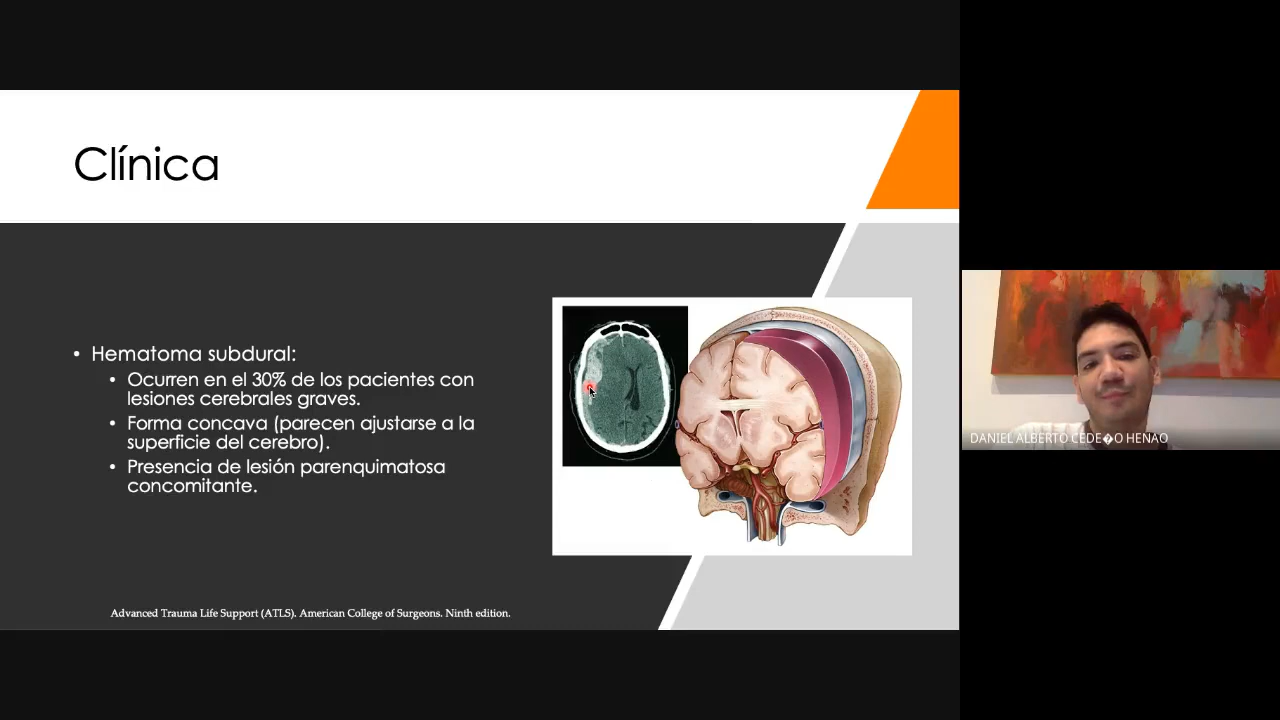 Clínica
• Hematoma subdural:
• Ocurren en el 30% de los pacientes con
lesiones cerebrales graves.
• Forma concava (parecen ajustarse a la
superficie del cerebro).
• Presencia de lesión parenquimatosa
concomitante.
Advanced Trauma Life Support (ATLS). American College of Surgeons. Ninth edition.
DANIEL ALBERTO CEDE�O HENAO